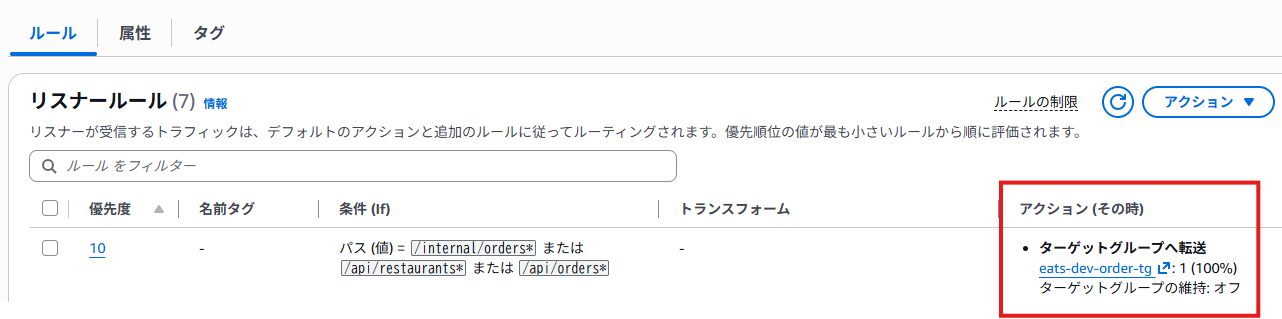 ルール 属性 タグ
リスナールール (7) 情報
ルールの制限 アクション
リスナーが受信するトラフィックは、デフォルトのアクションと追加のルールに従ってルーティングされます。優先順位の値が最も小さいルールから順に評価されます。
ルール をフィルター
優先度 名前タグ 条件 (If) トランスフォーム アクション (その時)
10 - パス (値) = /internal/orders* または
/api/restaurants* または /api/orders*
-
ターゲットグループへ転送
eats-dev-order-tg : 1 (100%)
ターゲットグループの維持: オフ